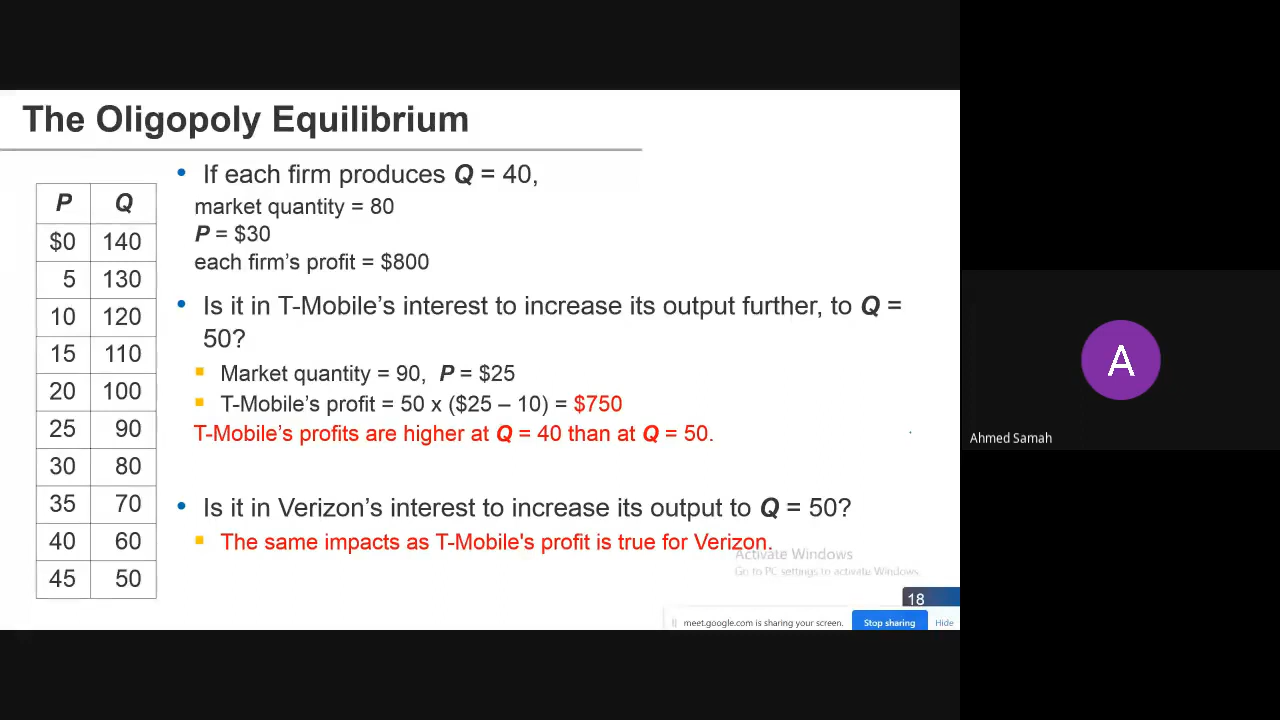 The Oligopoly Equilibrium
P Q
$0 140
5 130
10 120
15 110
20 100
25 90
30 80
35 70
40 60
45 50
• If each firm produces Q = 40,
market quantity = 80
P = $30
each firm's profit = $800
• Is it in T-Mobile's interest to increase its output further, to Q =
50?
Market quantity = 90, P = $25
T-Mobile's profit = 50 x ($25 – 10) = $750
T-Mobile's profits are higher at Q = 40 than at Q = 50.
• Is it in Verizon's interest to increase its output to Q = 50?
The same impacts as T-Mobile's profit is true for Verizon.
Activate Windows
Go to PC settings to activate Windows.
18
meet.google.com is sharing your screen. Stop sharing Hide
A
Ahmed Samah